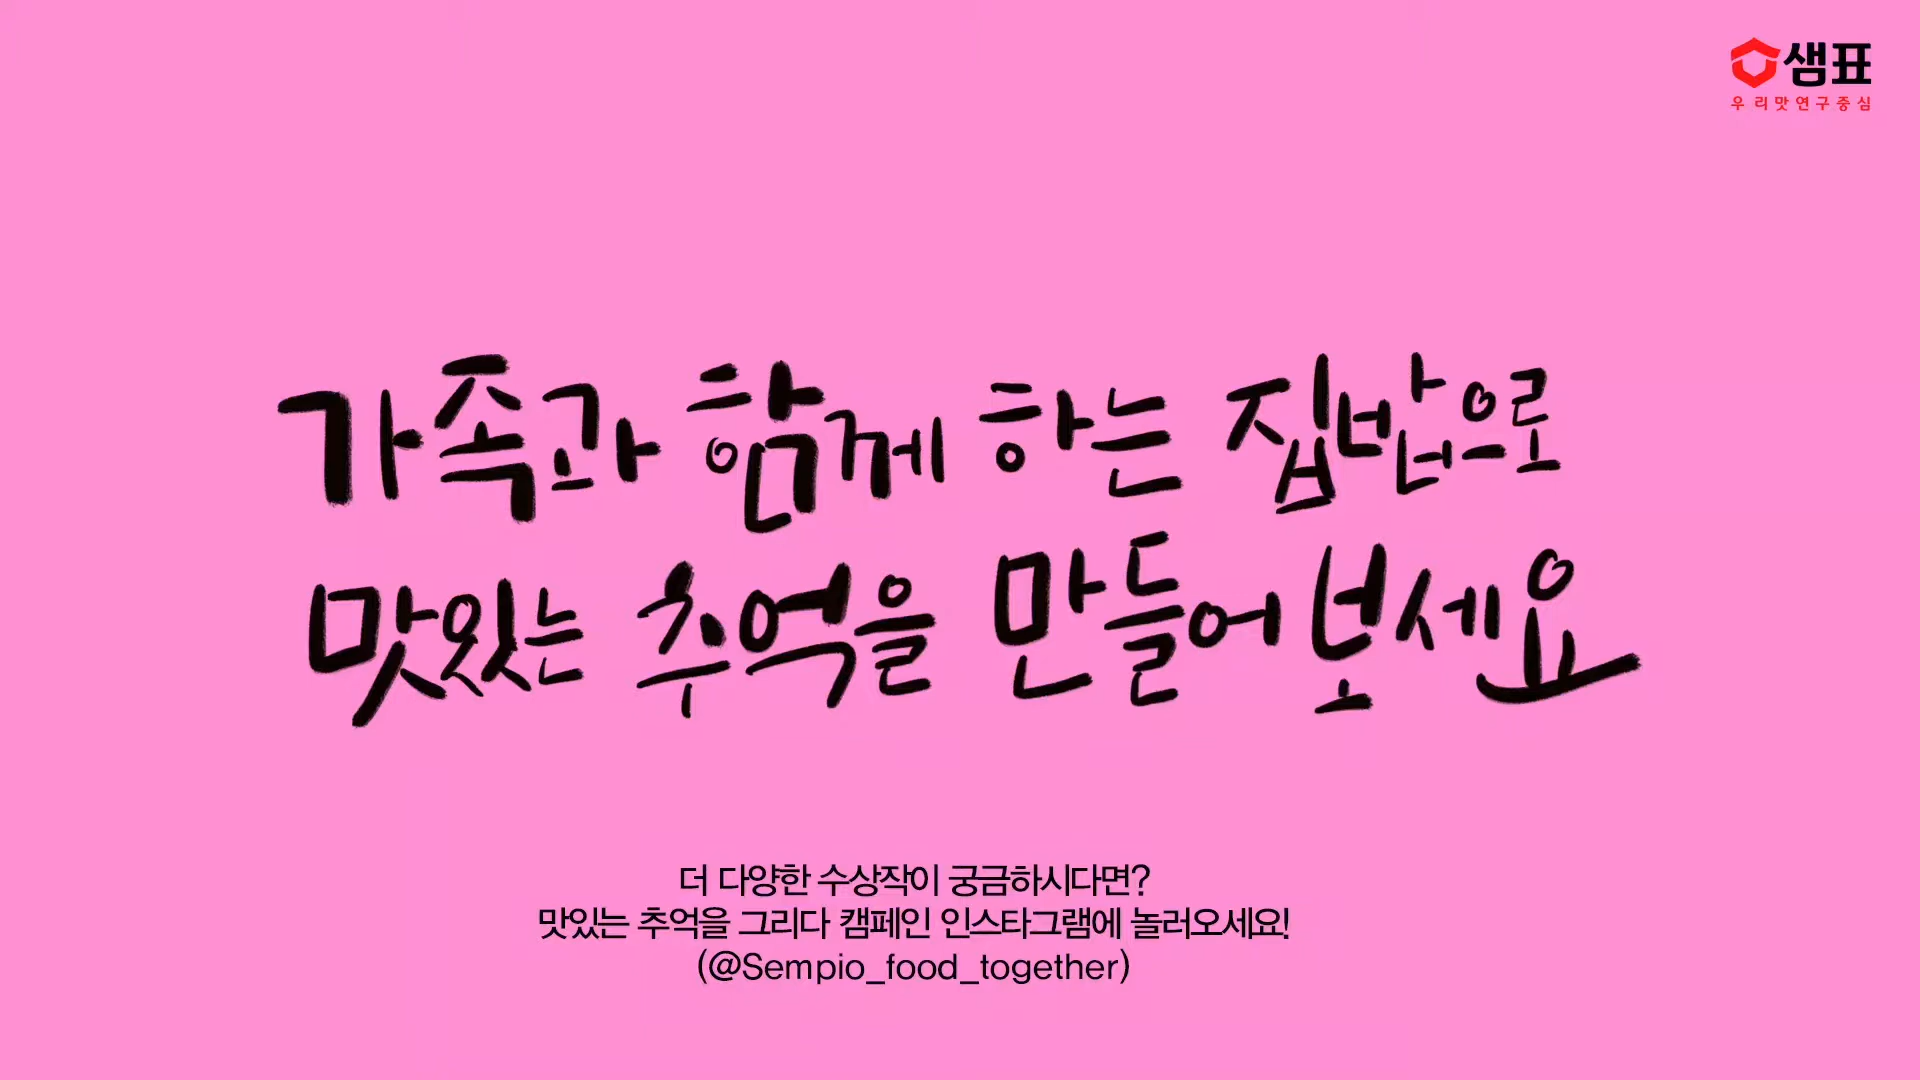 샘표
우리맛연구중심
가족과 함께 하는 집밥으로
맛있는 추억을 만들어보세요
더 다양한 수상작이 궁금하시다면?
맛있는 추억을 그리다 캠페인 인스타그램에 놀러오세요!
(@Sempio_food_together)